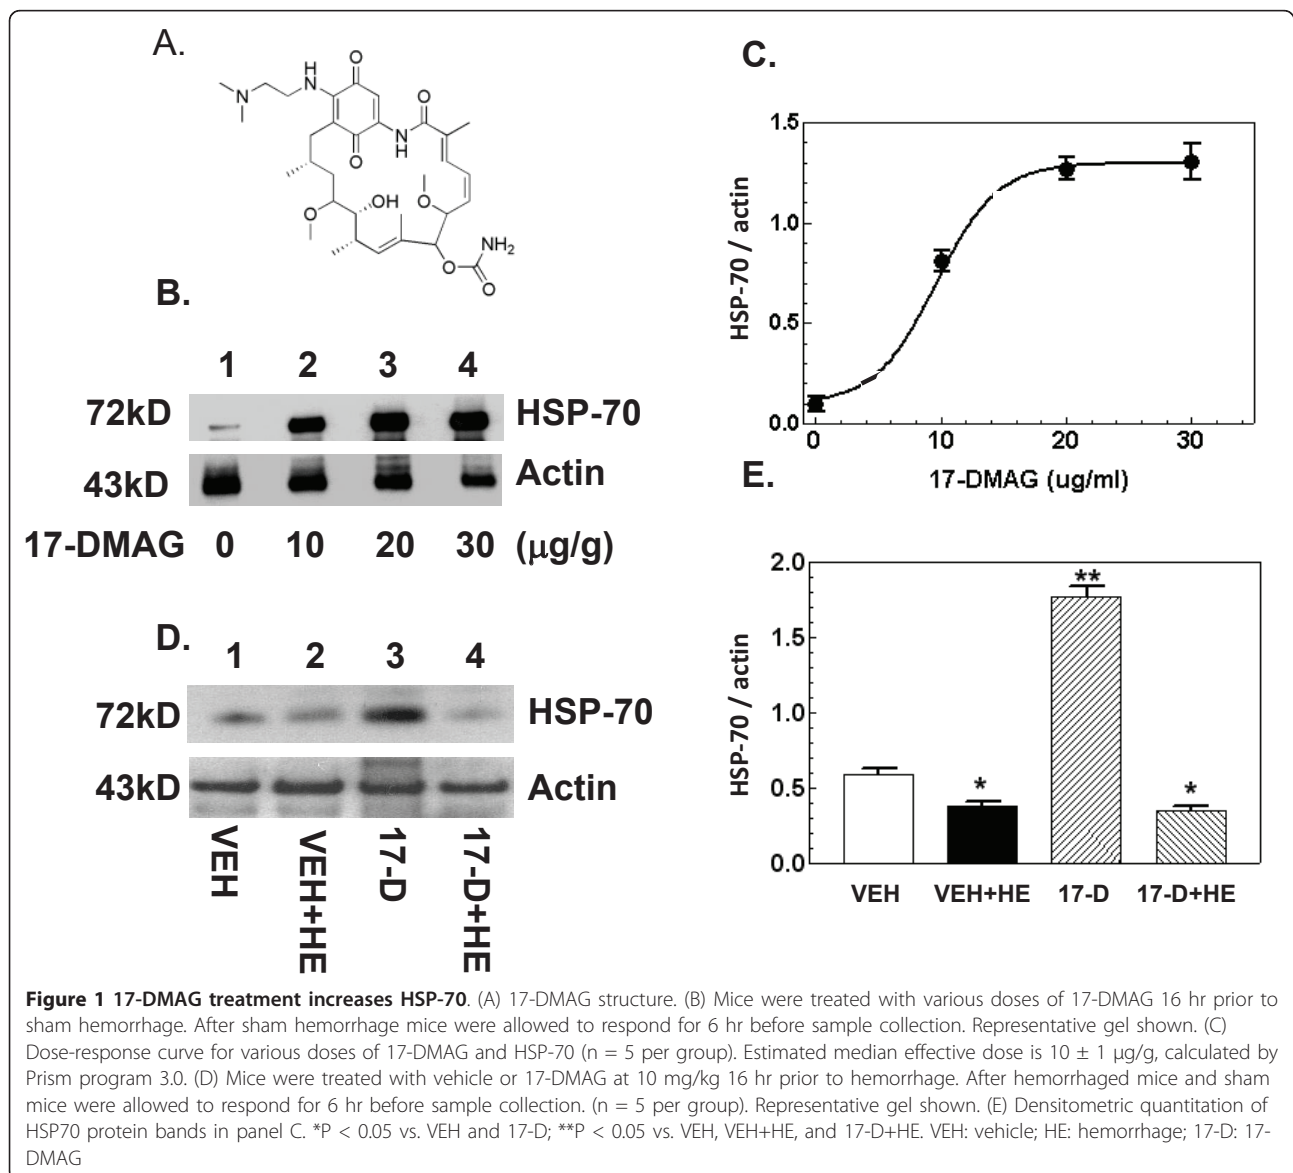 A.
O
H
N
N
O
N
H
O
O
O
OH
O
NH₂
O
O
B.
1 2 3 4
72kD HSP-70
43kD Actin
17-DMAG 0 10 20 30 (μg/g)
C.
1.5
1.0
0.5
0.0
HSP-70 / actin
0 10 20 30
17-DMAG (ug/ml)
D.
1 2 3 4
72kD HSP-70
43kD Actin
VEH
VEH+HE
17-D
17-D+HE
E.
2.0
1.5
1.0
0.5
0.0
HSP-70 / actin
*
**
*
VEH VEH+HE 17-D 17-D+HE
Figure 1 17-DMAG treatment increases HSP-70. (A) 17-DMAG structure. (B) Mice were treated with various doses of 17-DMAG 16 hr prior to
sham hemorrhage. After sham hemorrhage mice were allowed to respond for 6 hr before sample collection. Representative gel shown. (C)
Dose-response curve for various doses of 17-DMAG and HSP-70 (n = 5 per group). Estimated median effective dose is 10 ± 1 μg/g, calculated by
Prism program 3.0. (D) Mice were treated with vehicle or 17-DMAG at 10 mg/kg 16 hr prior to hemorrhage. After hemorrhaged mice and sham
mice were allowed to respond for 6 hr before sample collection. (n = 5 per group). Representative gel shown. (E) Densitometric quantitation of
HSP70 protein bands in panel C. *P < 0.05 vs. VEH and 17-D; **P < 0.05 vs. VEH, VEH+HE, and 17-D+HE. VEH: vehicle; HE: hemorrhage; 17-D: 17-
DMAG